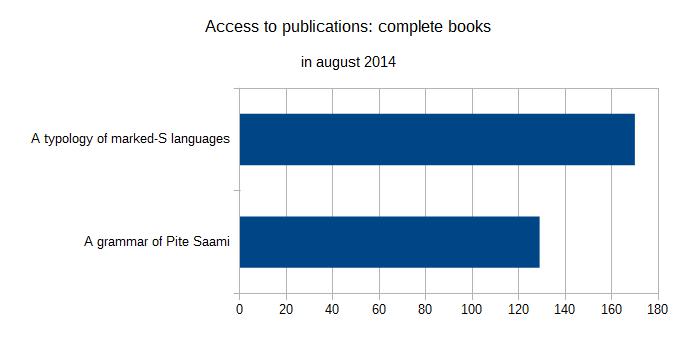 Access to publications: complete books
in august 2014
A typology of marked-S languages
A grammar of Pite Saami
0 20 40 60 80 100 120 140 160 180